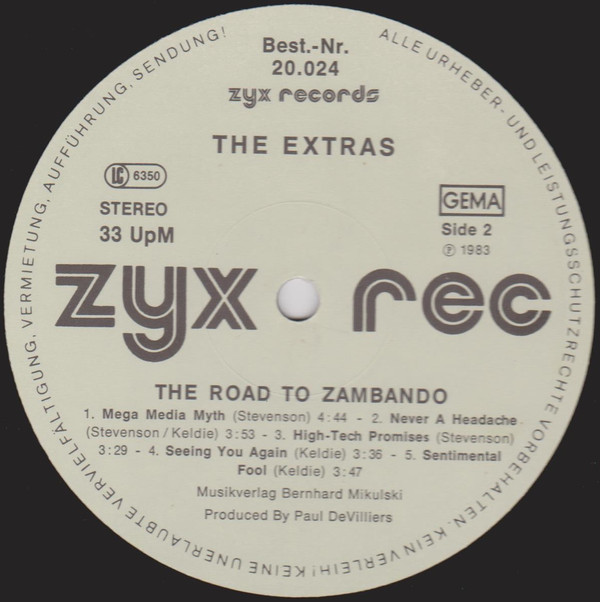 ALLE URHEBER- UND LEISTUNGSSCHUTZRECHTE VORBEHALTEN. KEIN VERLEIH! KEINE UNERLAUBTE VERVIELFÄLTIGUNG, VERMIETUNG, AUFFÜHRUNG, SENDUNG!
Best.-Nr.
20.024
zyx records
THE EXTRAS
LC 6350
GEMA
STEREO
Side 2
33 UpM
℗ 1983
zyx rec
THE ROAD TO ZAMBANDO
1. Mega Media Myth (Stevenson) 4:44 - 2. Never A Headache
(Stevenson/Keldie) 3:53 - 3. High-Tech Promises (Stevenson)
3:29 - 4. Seeing You Again (Keldie) 3:36 - 5. Sentimental
Fool (Keldie) 3:47
Musikverlag Bernhard Mikulski
Produced By Paul DeVilliers